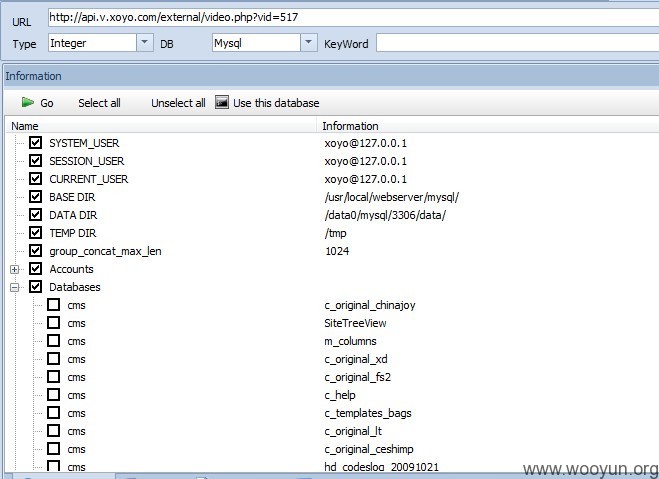 URL http://api.v.xoyo.com/external/video.php?vid=517
Type Integer DB Mysql KeyWord
Information
Go Select all Unselect all Use this database
Name Information
SYSTEM_USER xoyo@127.0.0.1
SESSION_USER xoyo@127.0.0.1
CURRENT_USER xoyo@127.0.0.1
BASE DIR /usr/local/webserver/mysql/
DATA DIR /data0/mysql/3306/data/
TEMP DIR /tmp
group_concat_max_len 1024
Accounts
Databases
cms c_original_chinajoy
cms SiteTreeView
cms m_columns
cms c_original_xd
cms c_original_fs2
cms c_help
cms c_templates_bags
cms c_original_lt
cms c_original_ceshimp
cms hd_codeslog_20091021
www.wooyun.org